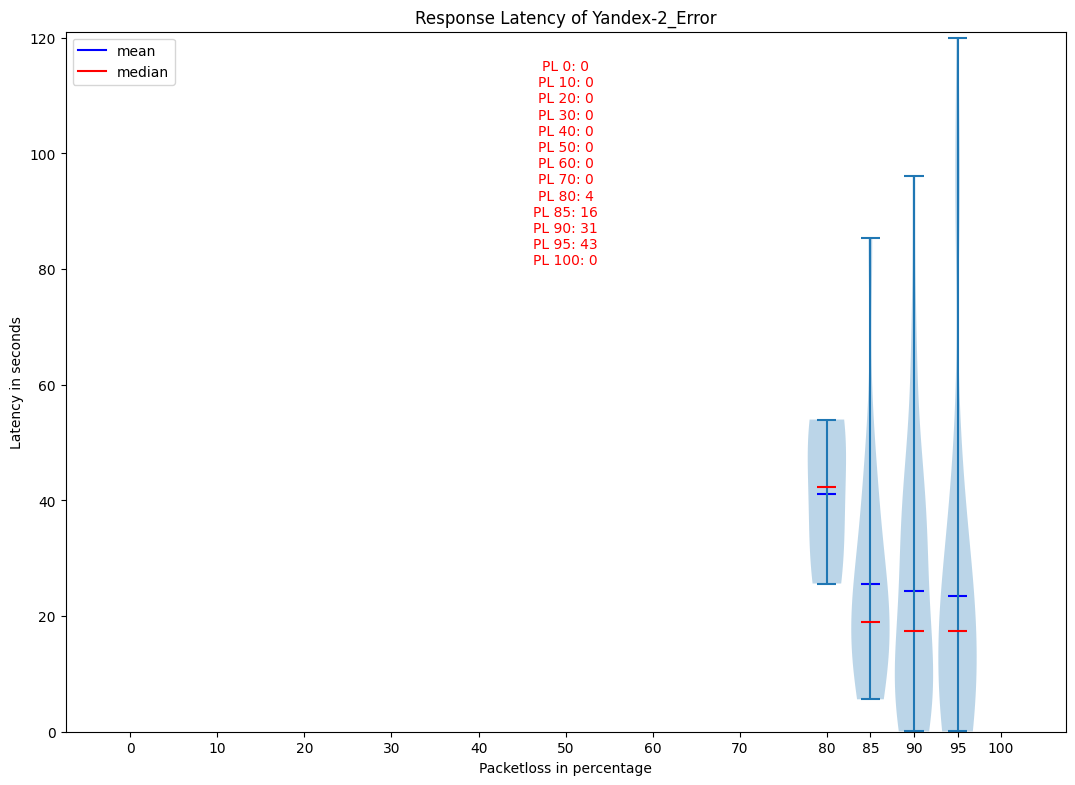 Response Latency of Yandex-2_Error
mean
median
PL 0: 0
PL 10: 0
PL 20: 0
PL 30: 0
PL 40: 0
PL 50: 0
PL 60: 0
PL 70: 0
PL 80: 4
PL 85: 16
PL 90: 31
PL 95: 43
PL 100: 0
Latency in seconds
120
100
80
60
40
20
0
0 10 20 30 40 50 60 70 80 85 90 95 100
Packetloss in percentage